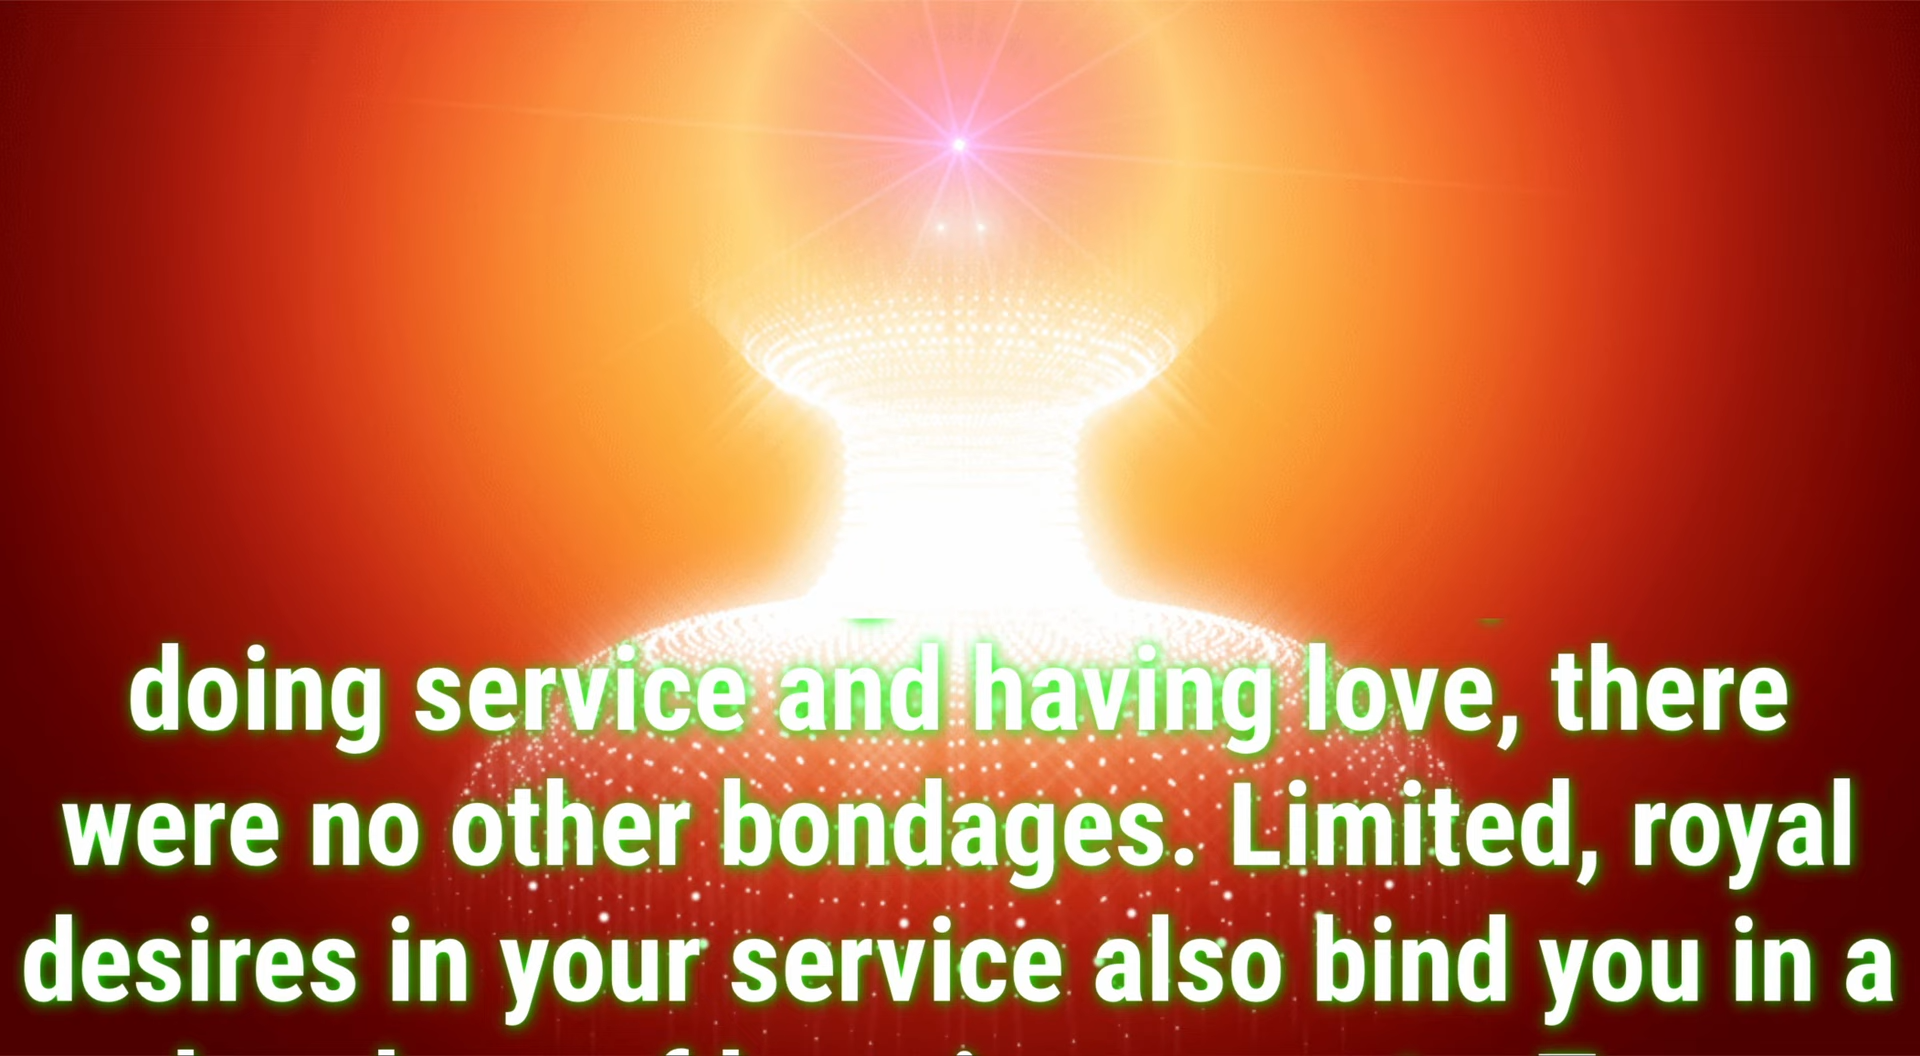 doing service and having love, there
were no other bondages. Limited, royal
desires in your service also bind you in a